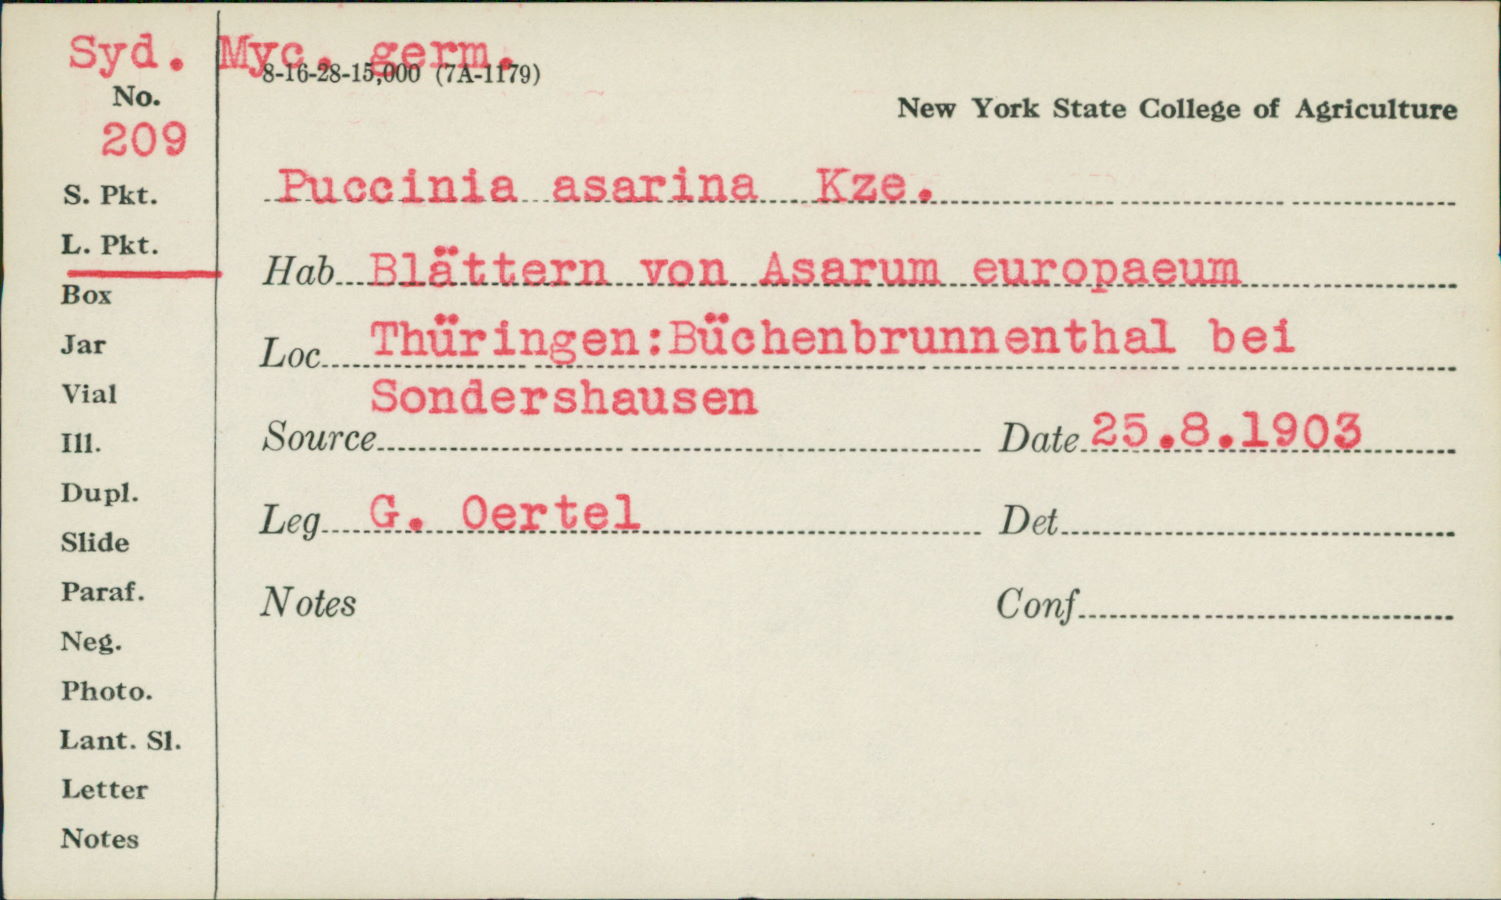 Syd. Myc. germ.
8-16-28-15,000 (7A-1179)
No.
209
New York State College of Agriculture
S. Pkt.
Puccinia asarina Kze.
L. Pkt.
Hab Blättern von Asarum europaeum
Box
Jar
Loc Thüringen:Büchenbrunnenthal bei
Sondershausen
Vial
Ill.
Source Date 25.8.1903
Dupl.
Leg G. Oertel Det
Slide
Paraf.
Notes Conf
Neg.
Photo.
Lant. Sl.
Letter
Notes